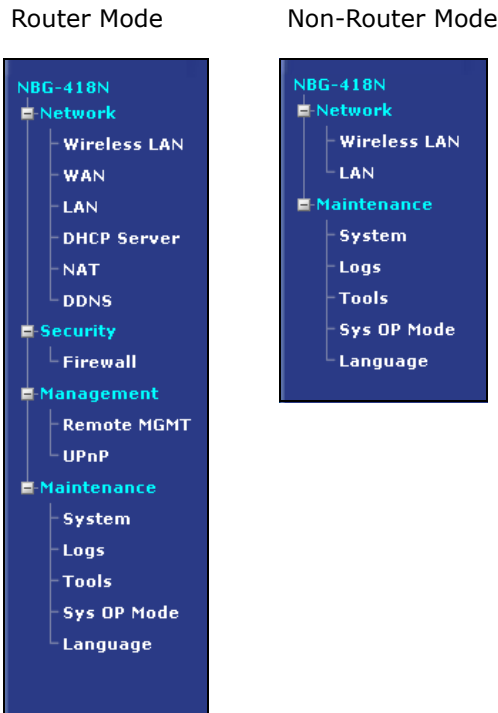 Router Mode
NBG-418N
Network
Wireless LAN
WAN
LAN
DHCP Server
NAT
DDNS
Security
Firewall
Management
Remote MGMT
UPnP
Maintenance
System
Logs
Tools
Sys OP Mode
Language
Non-Router Mode
NBG-418N
Network
Wireless LAN
LAN
Maintenance
System
Logs
Tools
Sys OP Mode
Language